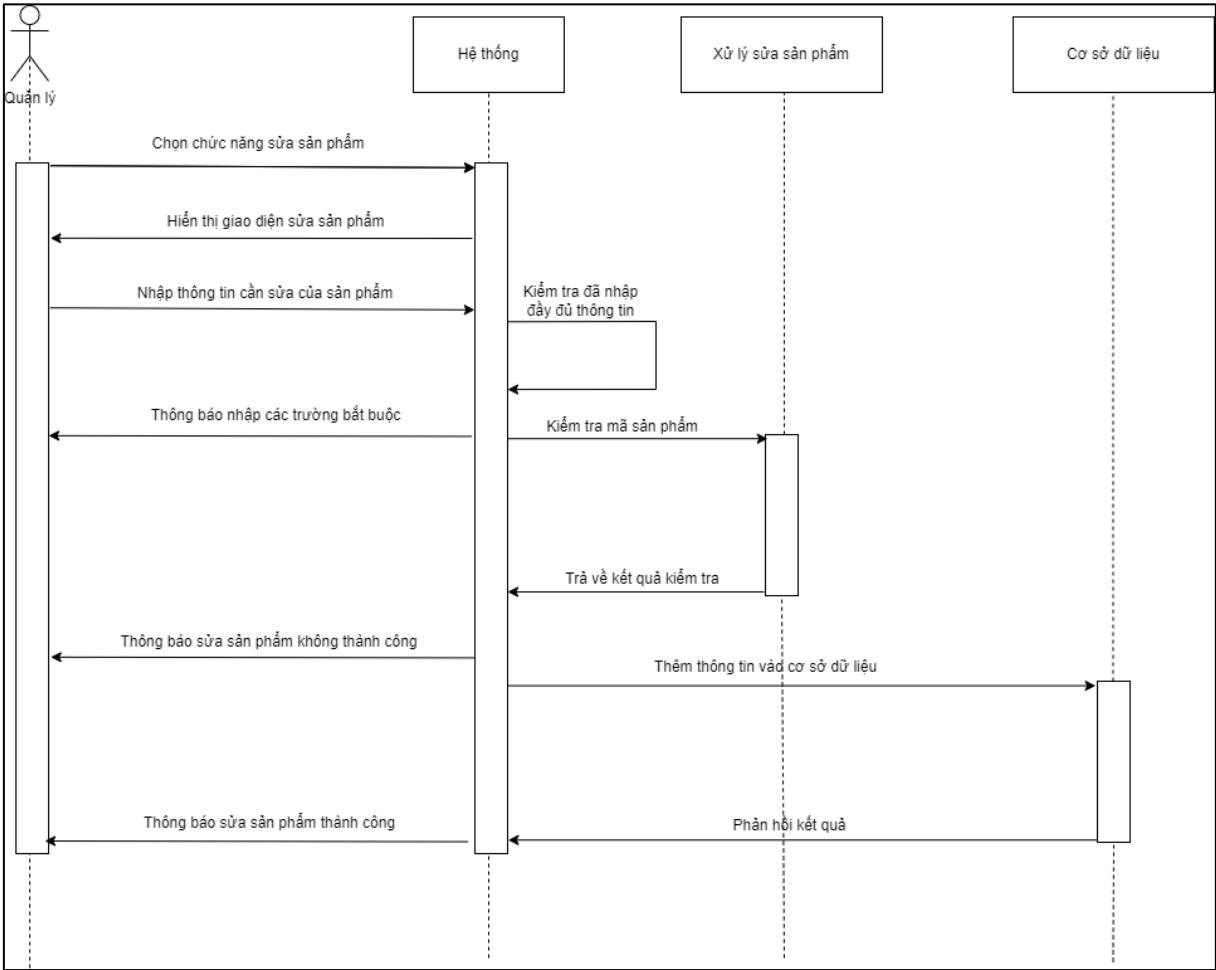 Hệ thống
Xử lý sửa sản phẩm
Cơ sở dữ liệu
Quản lý
Chọn chức năng sửa sản phẩm
Hiển thị giao diện sửa sản phẩm
Nhập thông tin cần sửa của sản phẩm
Kiểm tra đã nhập
đầy đủ thông tin
Thông báo nhập các trường bắt buộc
Kiểm tra mã sản phẩm
Trả về kết quả kiểm tra
Thông báo sửa sản phẩm không thành công
Thêm thông tin vào cơ sở dữ liệu
Thông báo sửa sản phẩm thành công
Phản hồi kết quả